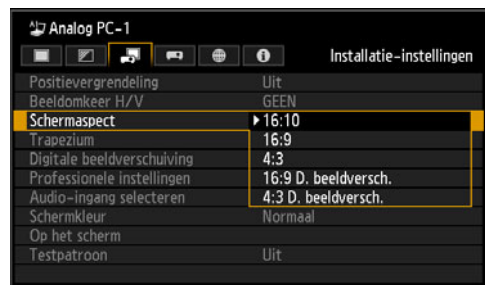 Analog PC-1
Installatie-instellingen
Positievergrendeling Uit
Beeldomkeer H/V GEEN
Schermaspect 16:10
Trapezium 16:9
Digitale beeldverschuiving 4:3
Professionele instellingen 16:9 D. beeldversch.
Audio-ingang selecteren 4:3 D. beeldversch.
Schermkleur Normaal
Op het scherm
Testpatroon Uit